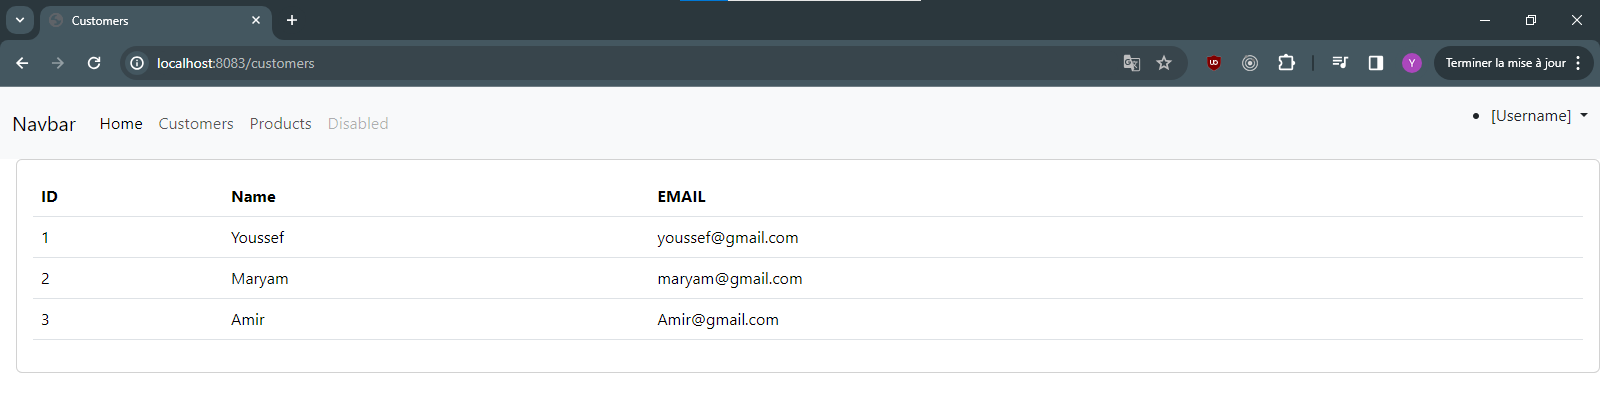 Customers
localhost:8083/customers
Terminer la mise à jour
Y
Navbar Home Customers Products Disabled
[Username]
ID Name EMAIL
1 Youssef youssef@gmail.com
2 Maryam maryam@gmail.com
3 Amir Amir@gmail.com